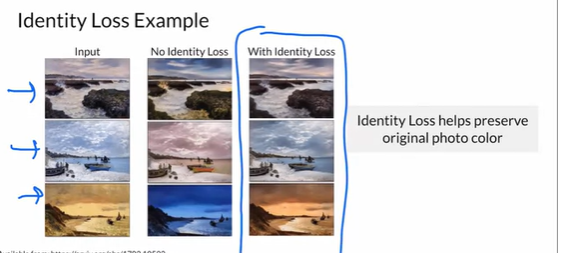 Identity Loss Example
Input
No Identity Loss
With Identity Loss
Identity Loss helps preserve
original photo color